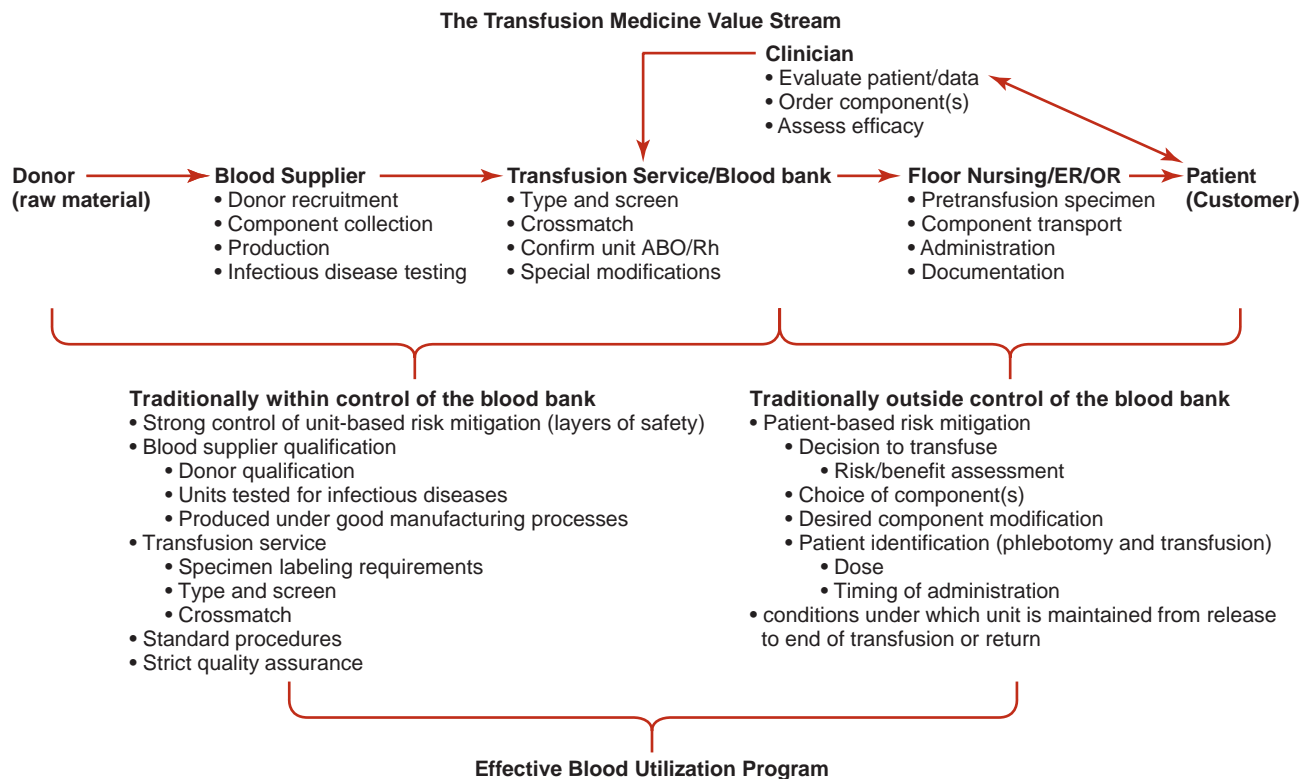 The Transfusion Medicine Value Stream
Clinician
• Evaluate patient/data
• Order component(s)
• Assess efficacy
Donor
(raw material)
Blood Supplier
• Donor recruitment
• Component collection
• Production
• Infectious disease testing
Transfusion Service/Blood bank
• Type and screen
• Crossmatch
• Confirm unit ABO/Rh
• Special modifications
Floor Nursing/ER/OR
• Pretransfusion specimen
• Component transport
• Administration
• Documentation
Patient
(Customer)
Traditionally within control of the blood bank
• Strong control of unit-based risk mitigation (layers of safety)
• Blood supplier qualification
• Donor qualification
• Units tested for infectious diseases
• Produced under good manufacturing processes
• Transfusion service
• Specimen labeling requirements
• Type and screen
• Crossmatch
• Standard procedures
• Strict quality assurance
Traditionally outside control of the blood bank
• Patient-based risk mitigation
• Decision to transfuse
• Risk/benefit assessment
• Choice of component(s)
• Desired component modification
• Patient identification (phlebotomy and transfusion)
• Dose
• Timing of administration
• conditions under which unit is maintained from release
to end of transfusion or return
Effective Blood Utilization Program